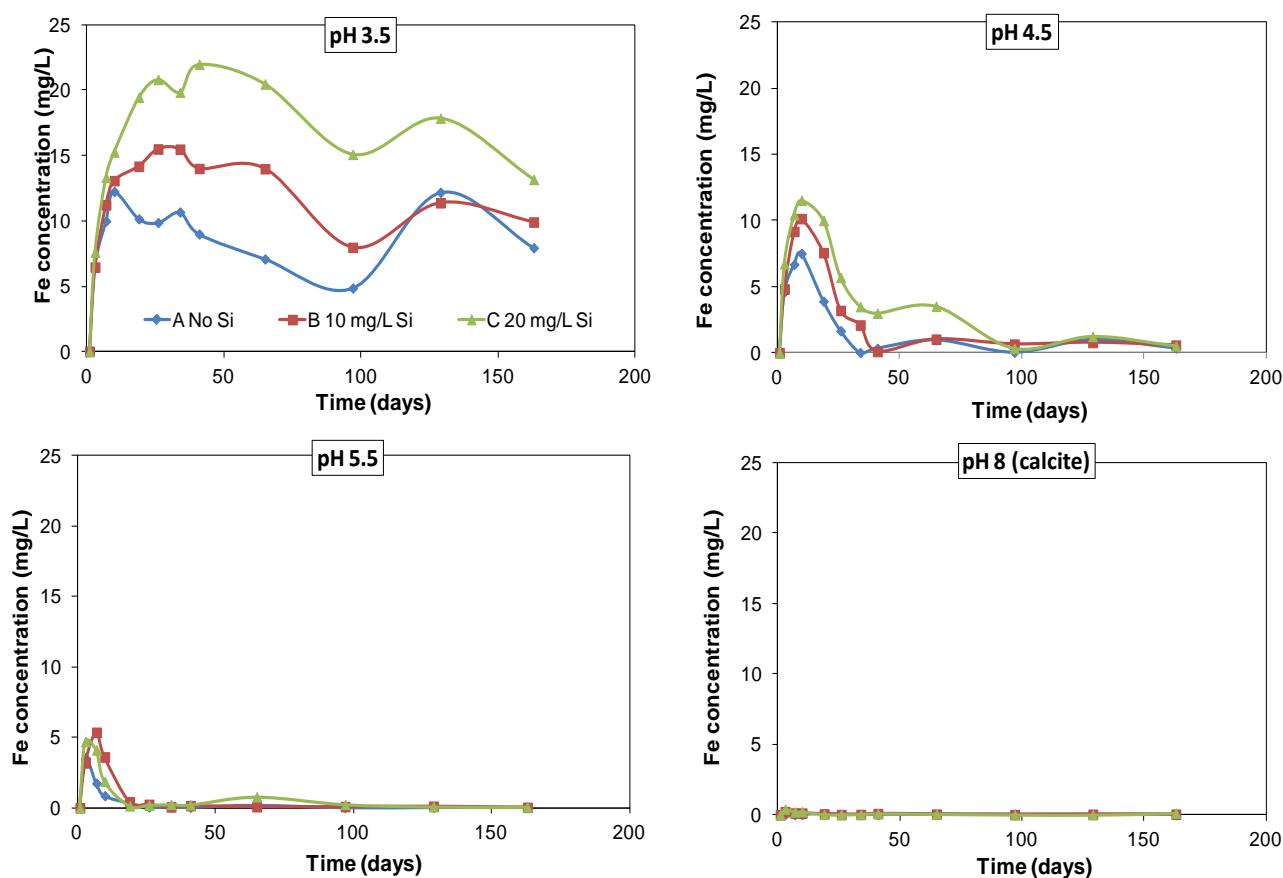 pH 3.5
Fe concentration (mg/L)
25
20
15
10
5
0
A No Si B 10 mg/L Si C 20 mg/L Si
0 50 100 150 200
Time (days)
pH 4.5
Fe concentration (mg/L)
25
20
15
10
5
0
0 50 100 150 200
Time (days)
pH 5.5
Fe concentration (mg/L)
25
20
15
10
5
0
0 50 100 150 200
Time (days)
pH 8 (calcite)
Fe concentration (mg/L)
25
20
15
10
5
0
0 50 100 150 200
Time (days)